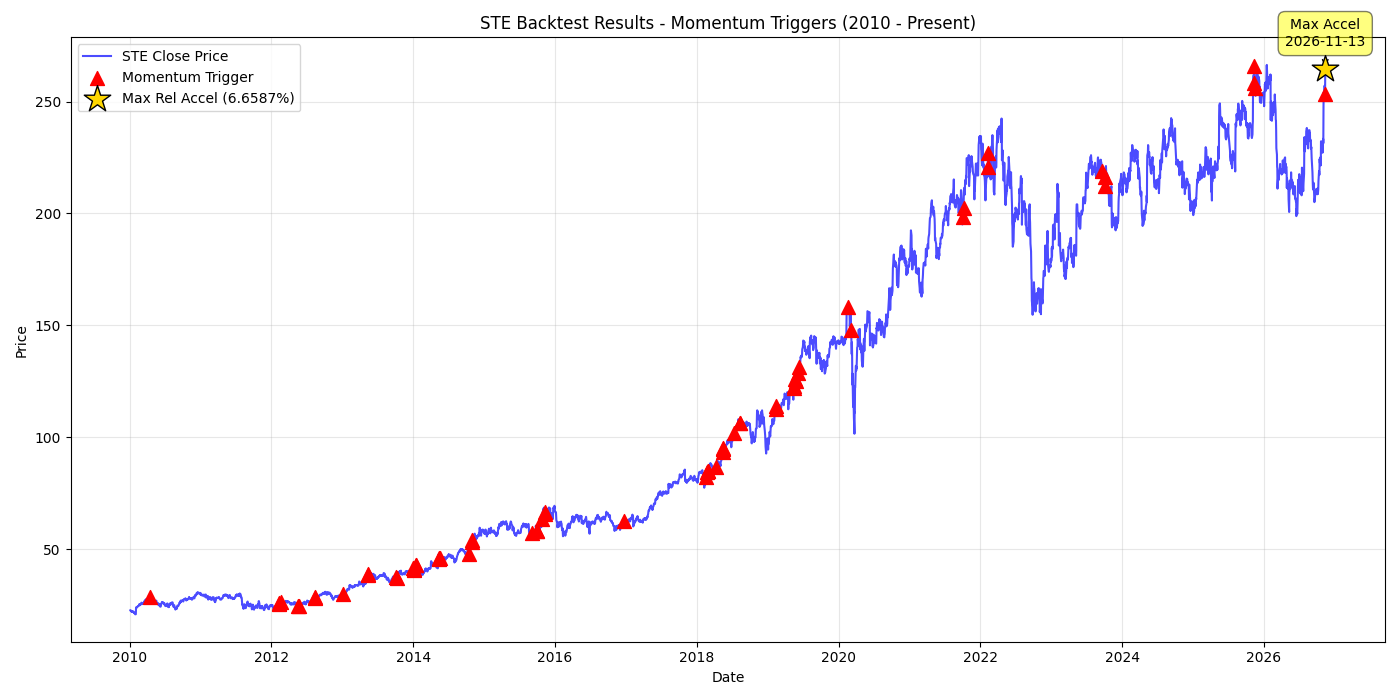 STE Backtest Results - Momentum Triggers (2010 - Present)
Max Accel
2026-11-13
STE Close Price
Momentum Trigger
Max Rel Accel (6.6587%)
Price
250
200
150
100
50
2010 2012 2014 2016 2018 2020 2022 2024 2026
Date